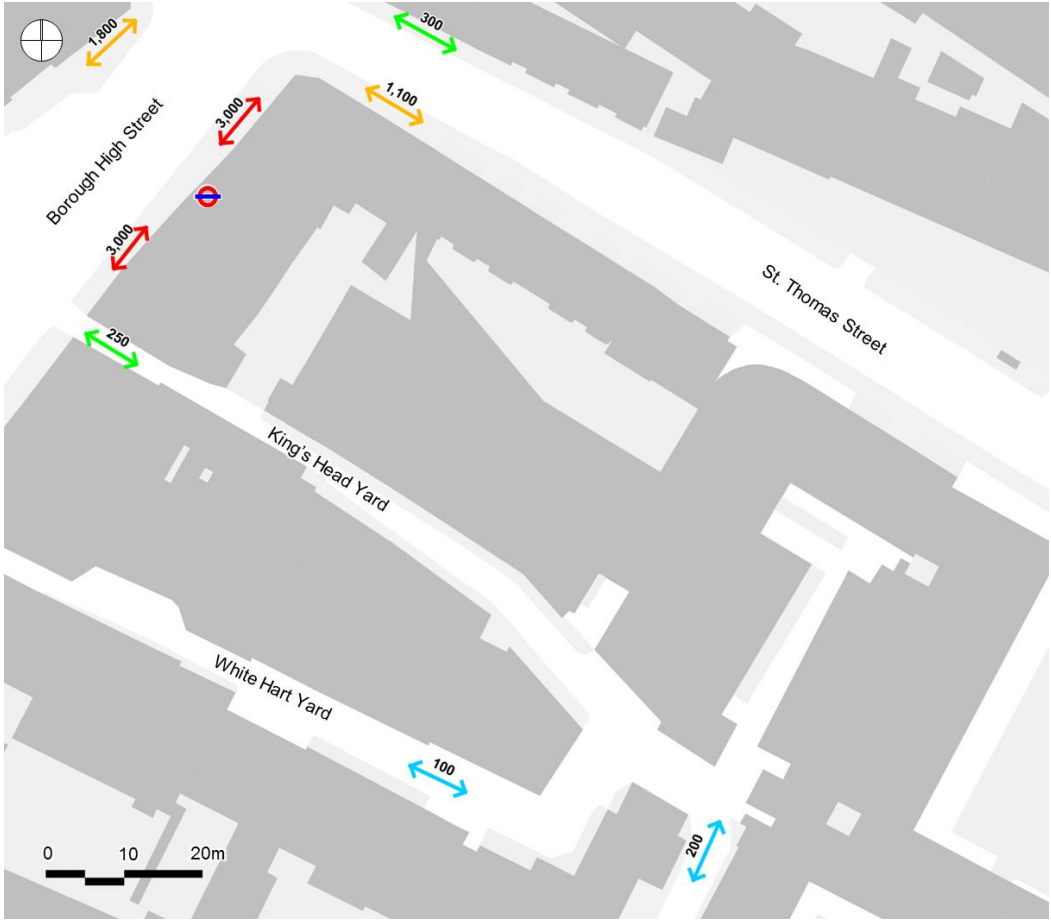 1,800
300
1,100
3,000
Borough High Street
3,000
St. Thomas Street
250
King's Head Yard
White Hart Yard
100
200
0 10 20m